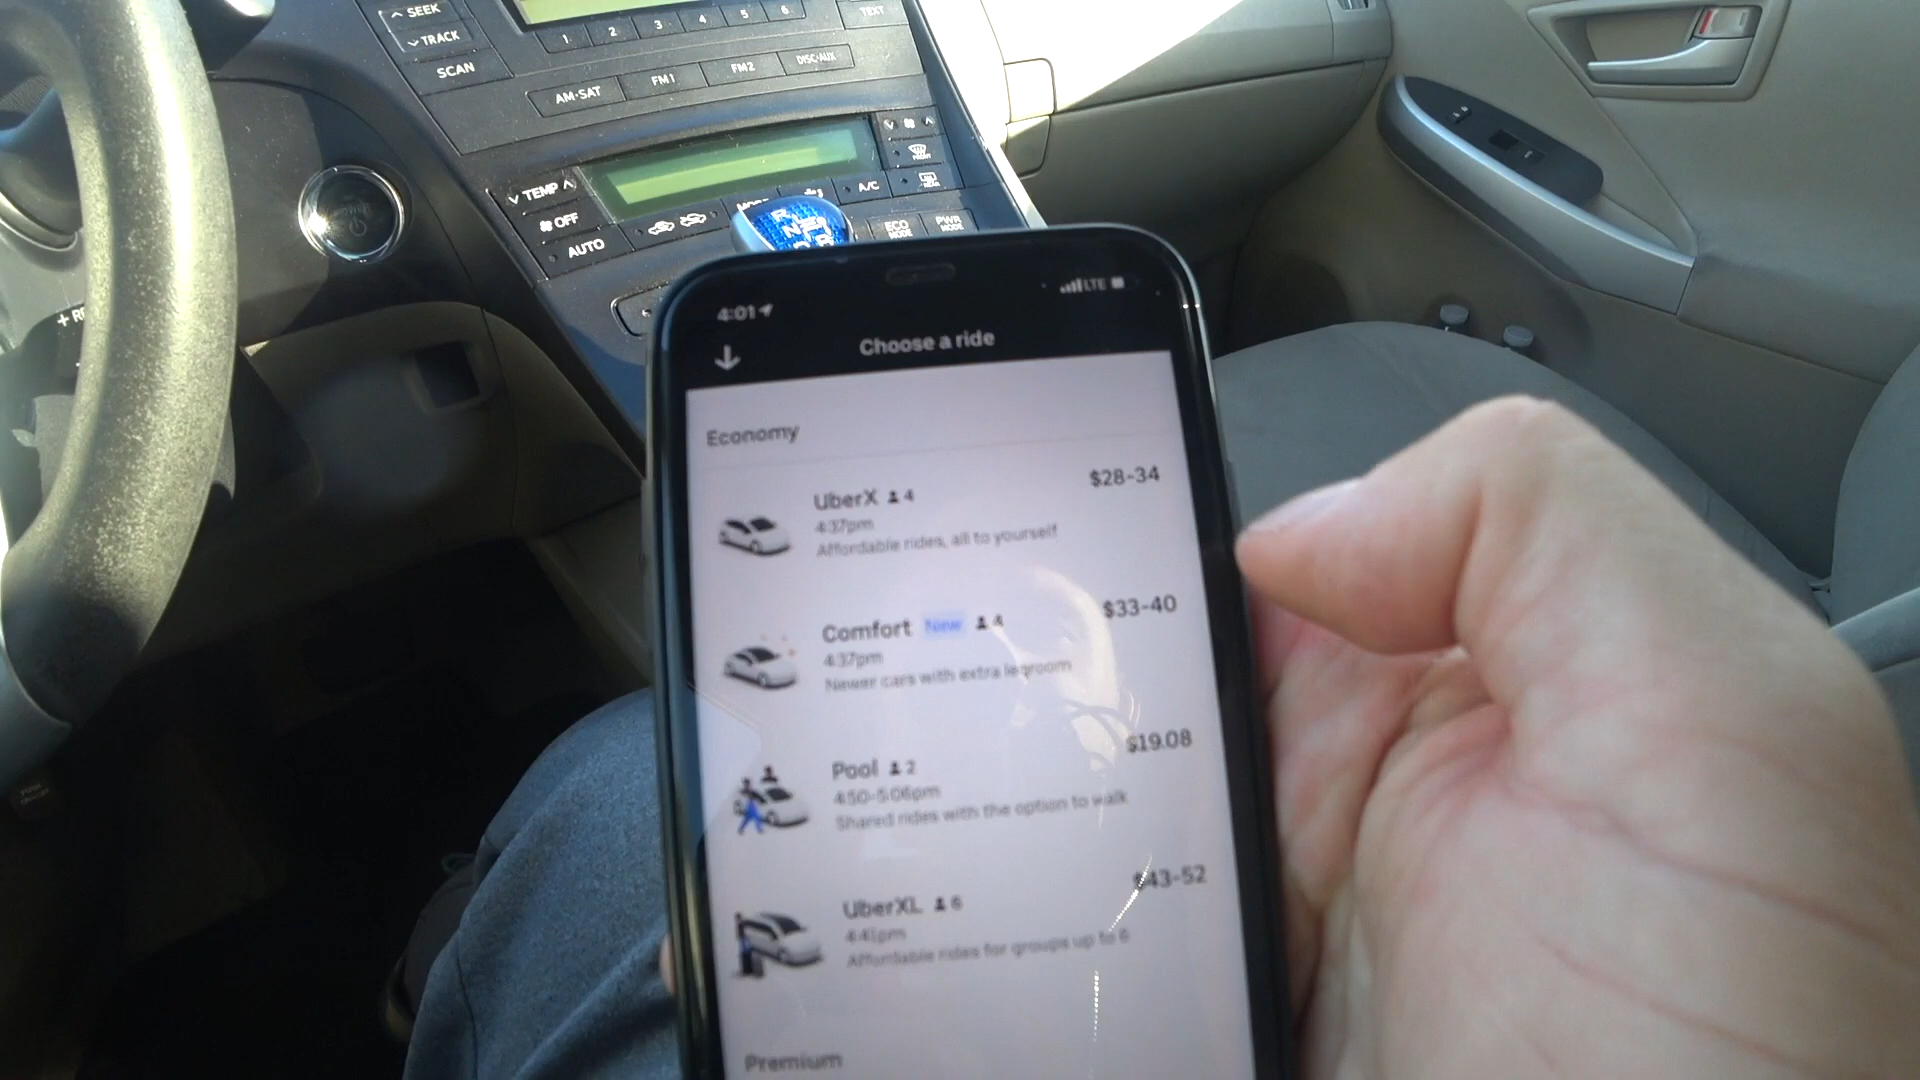 SEEK
TRACK
SCAN
1 2 3 4 5 6
TEXT
AM·SAT
FM1
FM2
DISC·AUX
TEMP
OFF
AUTO
A/C
FRONT
REAR
R
N
ECO
MODE
PWR
MODE
4:01
LTE
Choose a ride
Economy
UberX 4
$28-34
4:37pm
Affordable rides, all to yourself
Comfort New 4
$33-40
4:37pm
Newer cars with extra legroom
Pool 2
$19.08
4:50-5:06pm
Shared rides with the option to walk
UberXL 6
$43-52
4:41pm
Affordable rides for groups up to 6
Premium